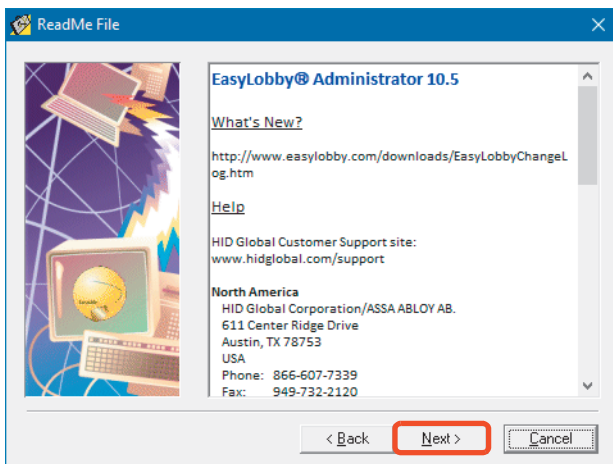 ReadMe File
EasyLobby® Administrator 10.5
What's New?
http://www.easylobby.com/downloads/EasyLobbyChangeL
og.htm
Help
HID Global Customer Support site:
www.hidglobal.com/support
North America
HID Global Corporation/ASSA ABLOY AB.
611 Center Ridge Drive
Austin, TX 78753
USA
Phone: 866-607-7339
Fax: 949-732-2120
EasyLobby
< Back
Next >
Cancel